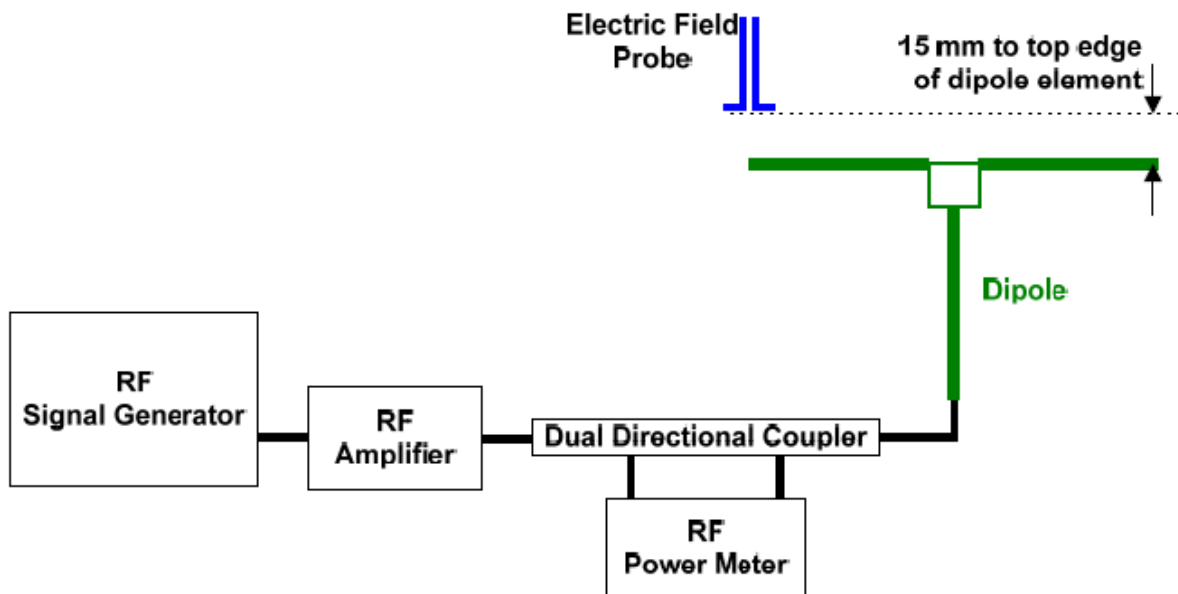 Electric Field
Probe
15 mm to top edge
of dipole element
Dipole
RF
Signal Generator
RF
Amplifier
Dual Directional Coupler
RF
Power Meter